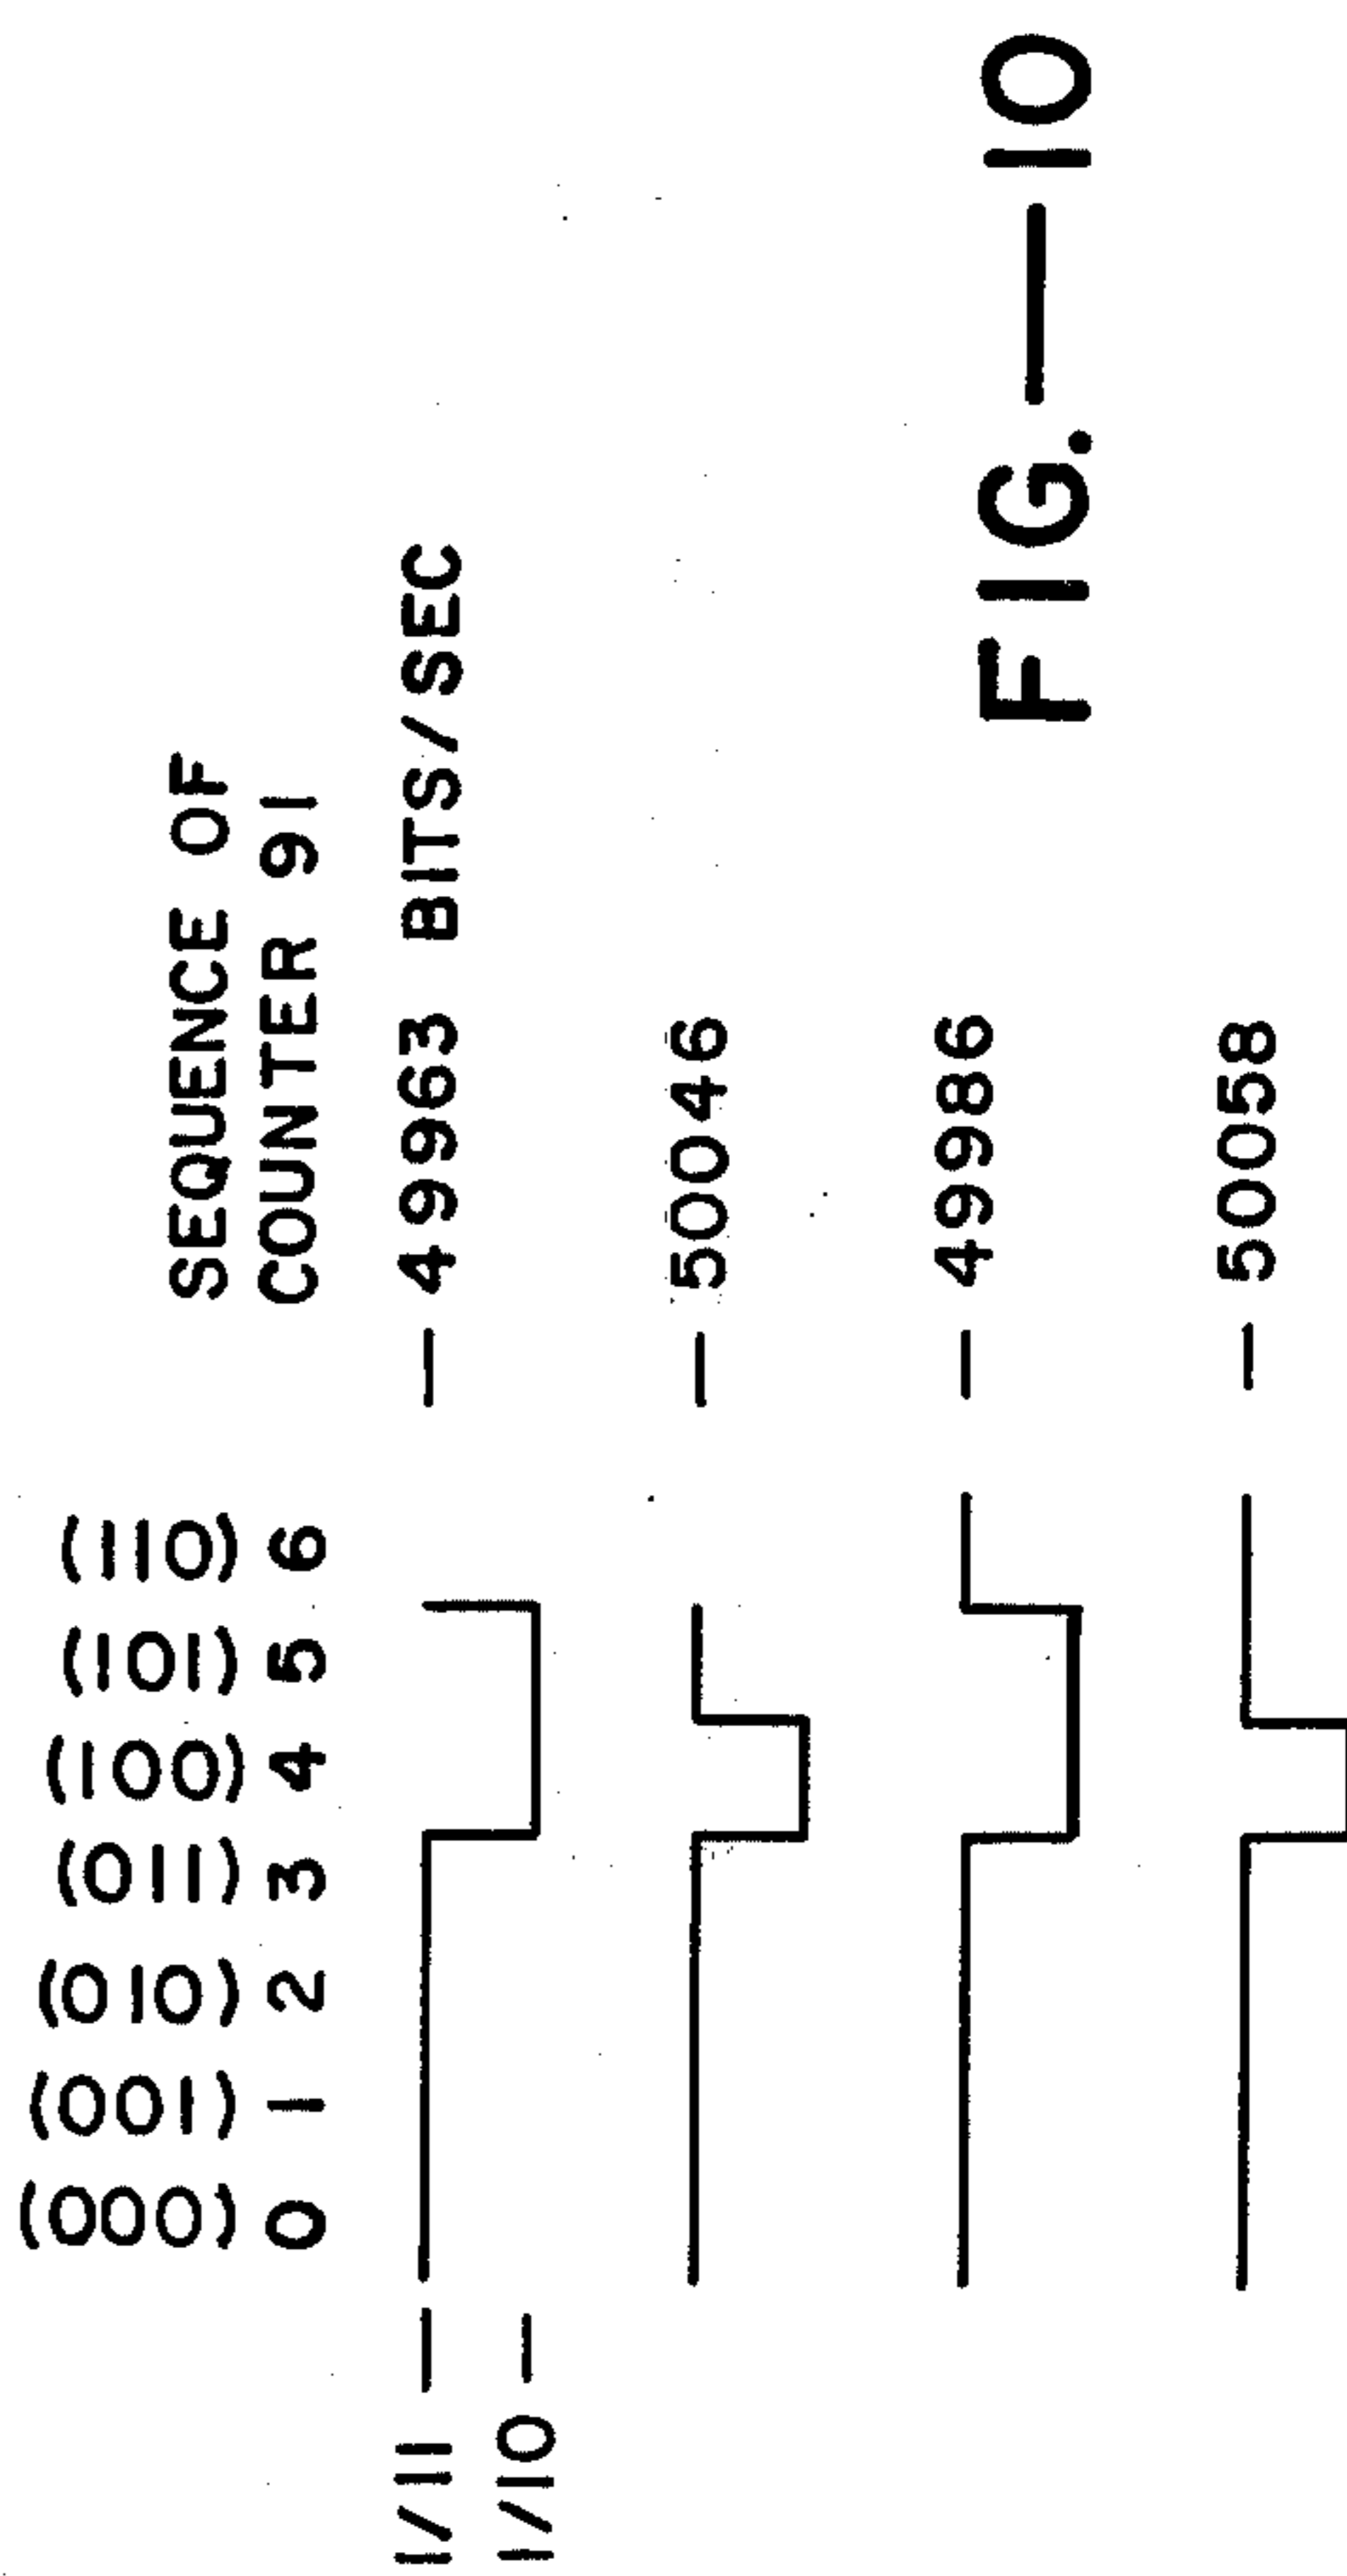 (000) (001) (010) (011) (100) (101) (110)
0 1 2 3 4 5 6
SEQUENCE OF
COUNTER 91
1/11 — — 49963 BITS/SEC
1/10 —
— 50046
— 49986
— 50058
FIG.—10